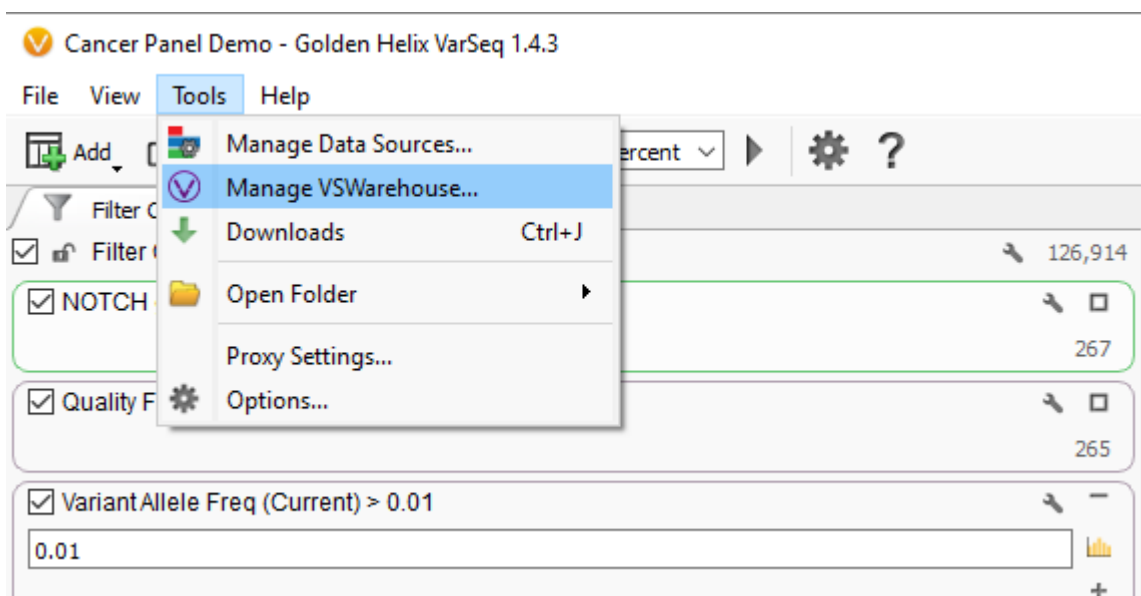 Cancer Panel Demo - Golden Helix VarSeq 1.4.3
File View Tools Help
Add
Manage Data Sources...
Manage VSWarehouse...
Downloads Ctrl+J
Open Folder
Proxy Settings...
Options...
ercent
?
Filter C
Filter 126,914
NOTCH
267
Quality F
265
Variant Allele Freq (Current) > 0.01
0.01